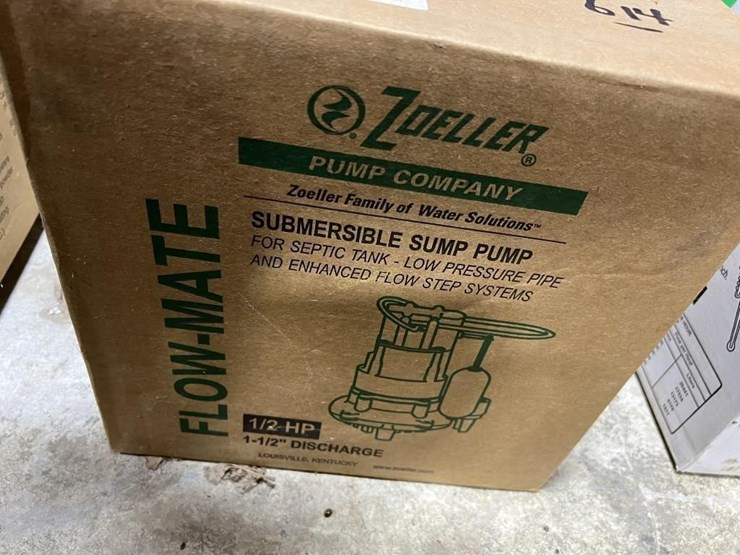 614
ZOELLER®
PUMP COMPANY
Zoeller Family of Water Solutions™
SUBMERSIBLE SUMP PUMP
FOR SEPTIC TANK - LOW PRESSURE PIPE
AND ENHANCED FLOW STEP SYSTEMS
FLOW-MATE
1/2 HP
1-1/2" DISCHARGE
LOUISVILLE, KENTUCKY